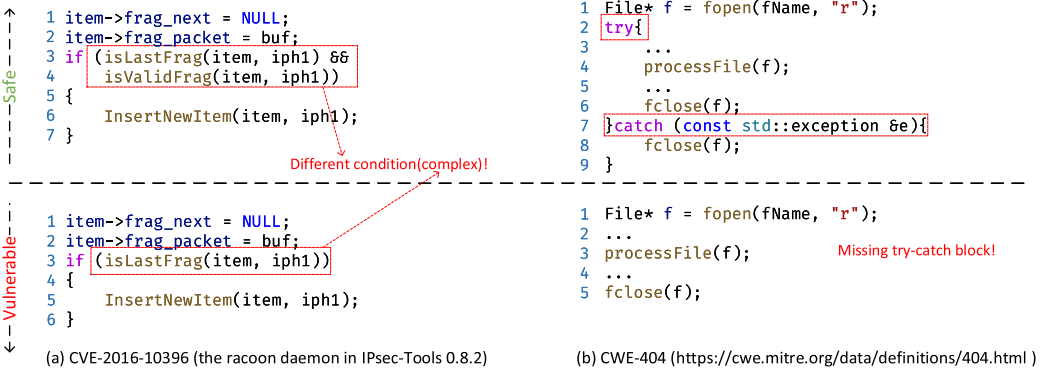 Safe
1 item->frag_next = NULL;
2 item->frag_packet = buf;
3 if (isLastFrag(item, iph1) &&
4 isValidFrag(item, iph1))
5 {
6 InsertNewItem(item, iph1);
7 }
Different condition(complex)!
1 File* f = fopen(fName, "r");
2 try{
3 ...
4 processFile(f);
5 ...
6 fclose(f);
7 }catch (const std::exception &e){
8 fclose(f);
9 }
Vulnerable
1 item->frag_next = NULL;
2 item->frag_packet = buf;
3 if (isLastFrag(item, iph1))
4 {
5 InsertNewItem(item, iph1);
6 }
1 File* f = fopen(fName, "r");
2 ...
3 processFile(f);
4 ...
5 fclose(f);
Missing try-catch block!
(a) CVE-2016-10396 (the racoon daemon in IPsec-Tools 0.8.2)
(b) CWE-404 (https://cwe.mitre.org/data/definitions/404.html )